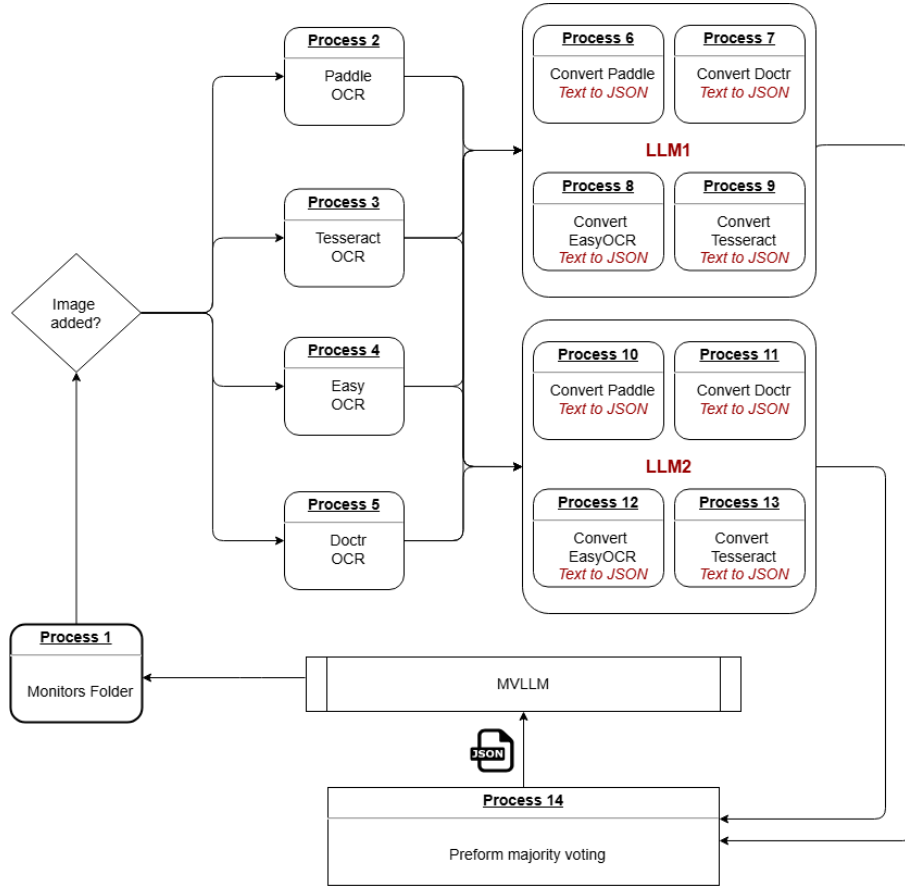 Process 2
Paddle
OCR
Process 3
Tesseract
OCR
Process 4
Easy
OCR
Process 5
Doctr
OCR
Image
added?
Process 1
Monitors Folder
Process 6
Convert Paddle
Text to JSON
Process 7
Convert Doctr
Text to JSON
LLM1
Process 8
Convert
EasyOCR
Text to JSON
Process 9
Convert
Tesseract
Text to JSON
Process 10
Convert Paddle
Text to JSON
Process 11
Convert Doctr
Text to JSON
LLM2
Process 12
Convert
EasyOCR
Text to JSON
Process 13
Convert
Tesseract
Text to JSON
MVLLM
JSON
Process 14
Preform majority voting